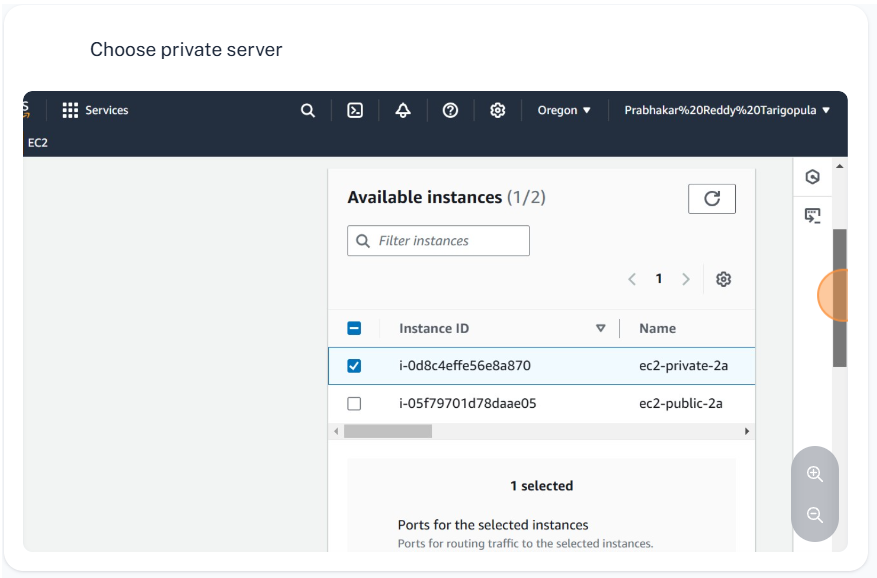 Choose private server
Services
Oregon ▼
Prabhakar%20Reddy%20Tarigopula ▼
EC2
Available instances (1/2)
Filter instances
1
Instance ID
Name
i-0d8c4effe56e8a870 ec2-private-2a
i-05f79701d78daae05 ec2-public-2a
1 selected
Ports for the selected instances
Ports for routing traffic to the selected instances.